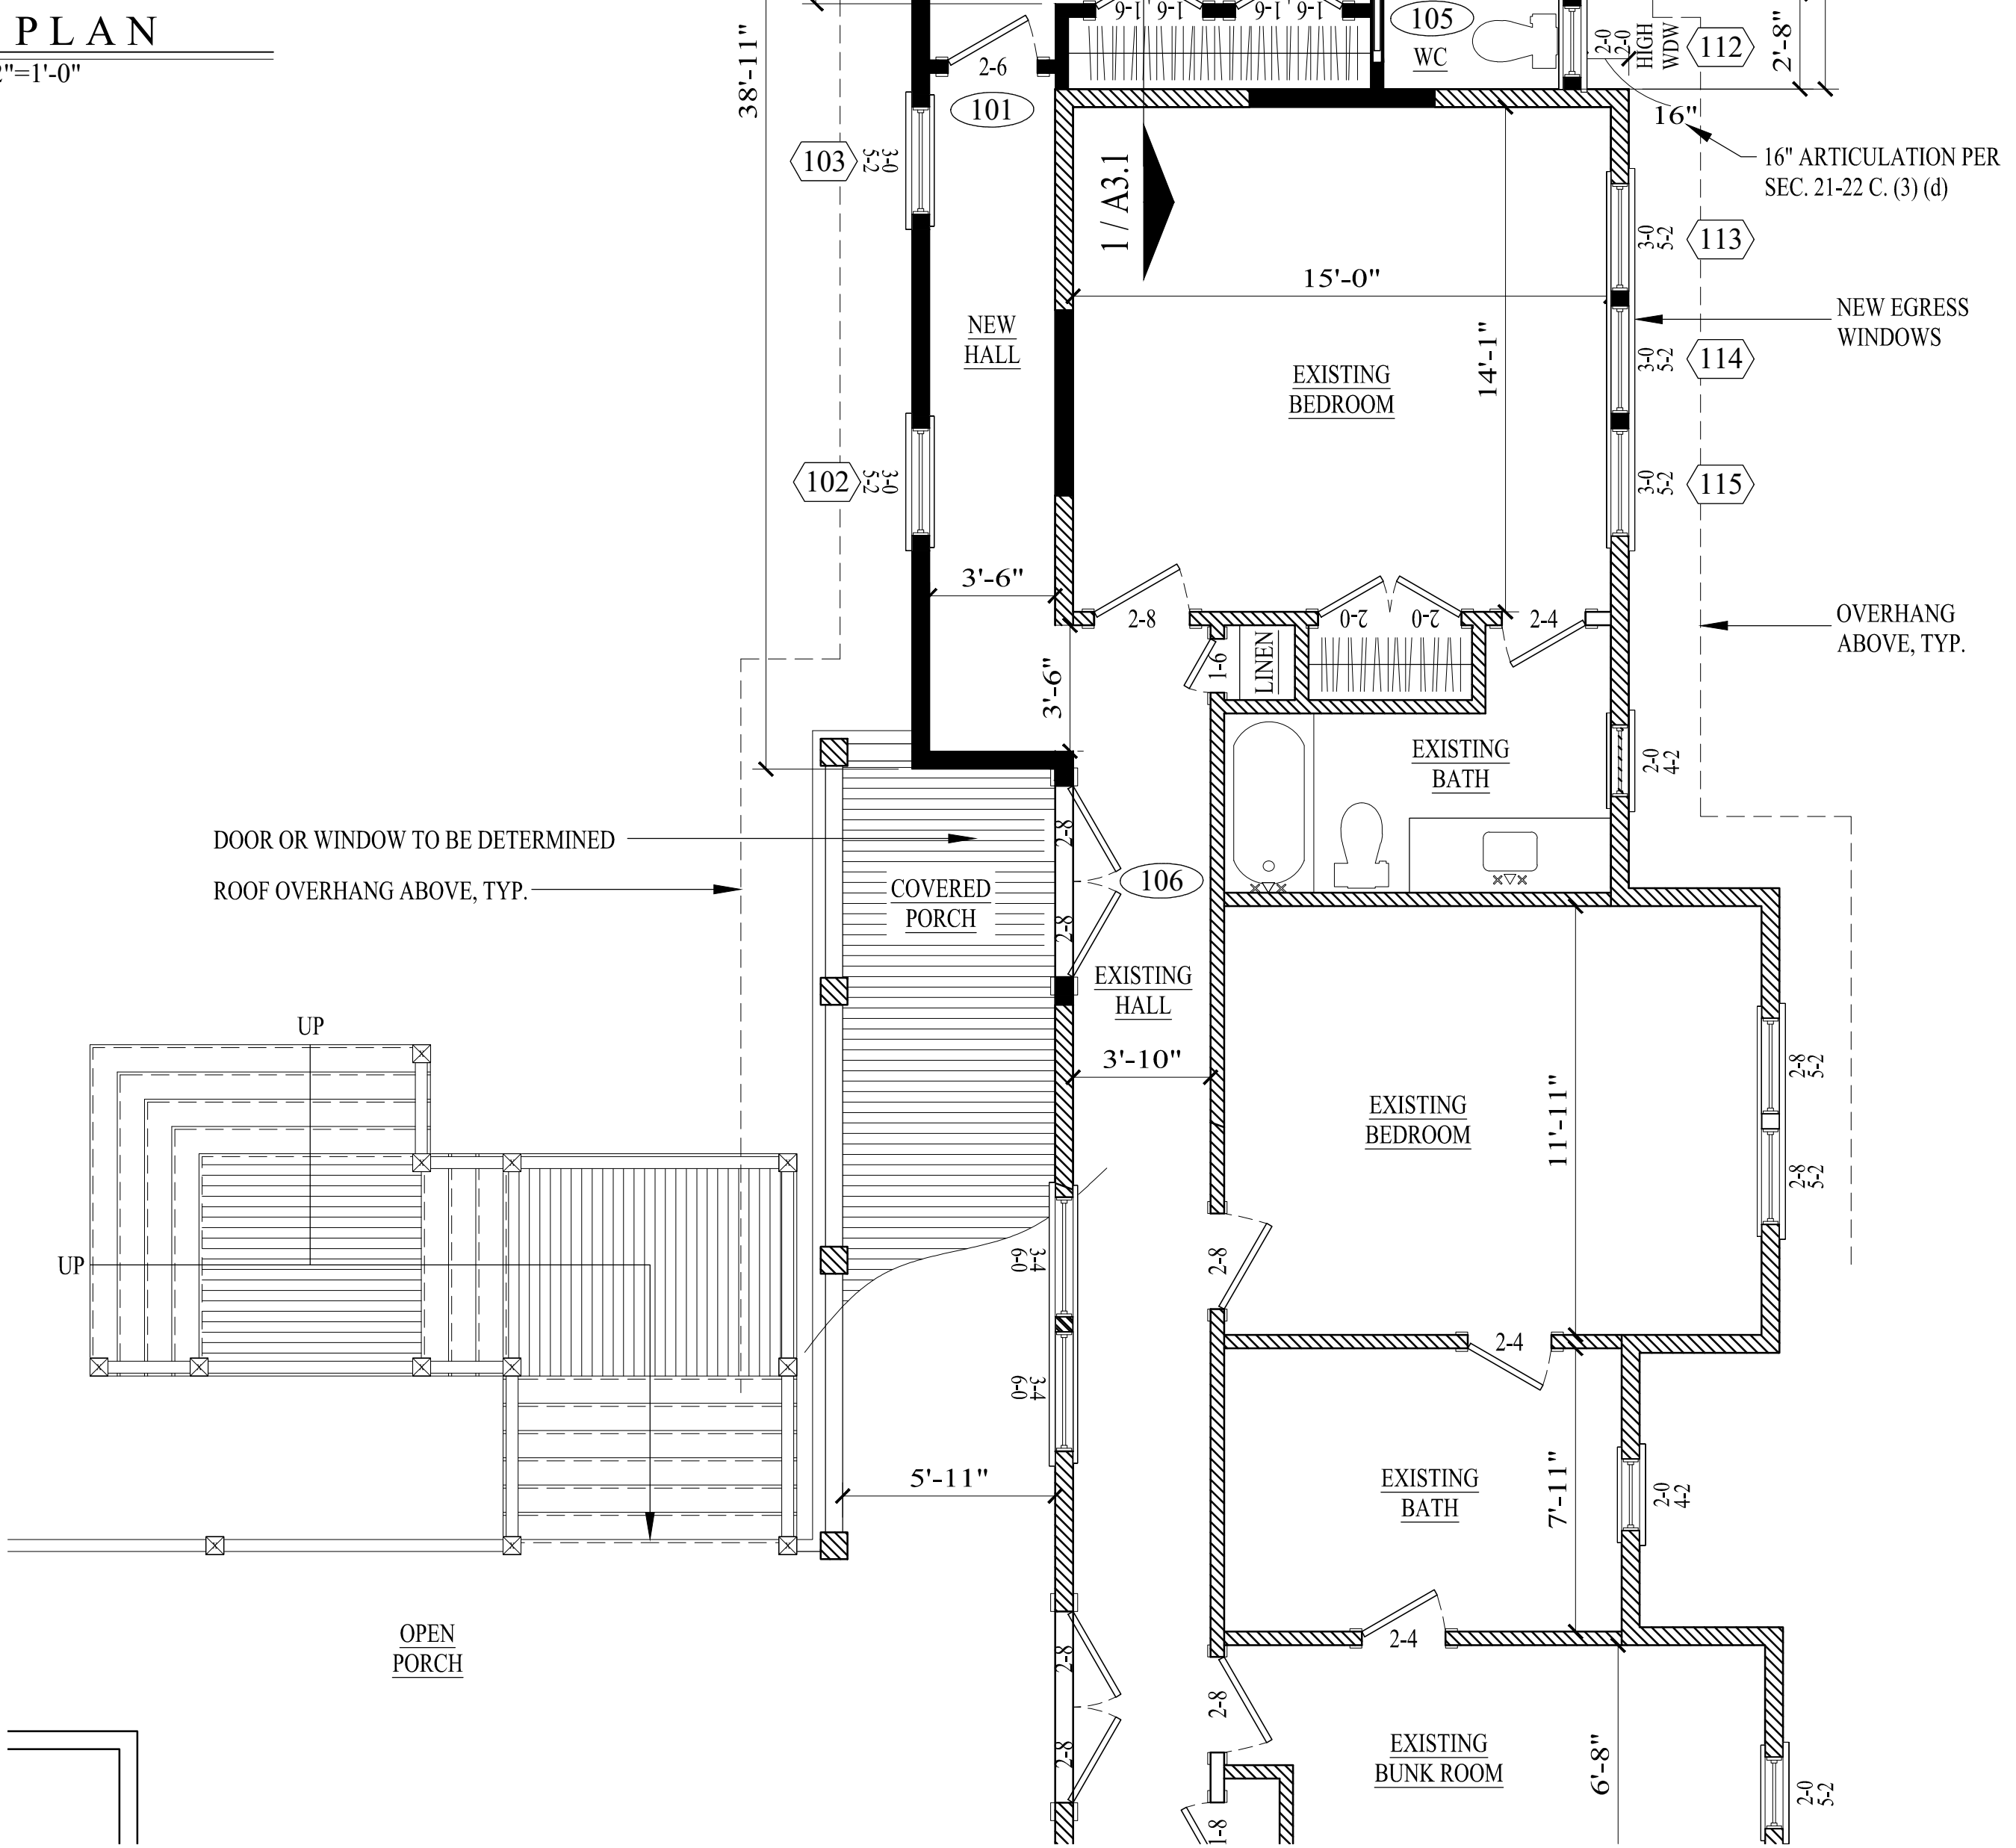 PLAN
2"=1'-0"
38'-11"
2-6
101
1-6
1-6
1-6
1-6
105
WC
2-0
2-0
HIGH
WDW
112
2'-8"
16"
16" ARTICULATION PER
SEC. 21-22 C. (3) (d)
103
3-0
5-2
1 / A3.1
3-0
5-2
113
15'-0"
NEW EGRESS
WINDOWS
NEW
HALL
EXISTING
BEDROOM
14'-1"
3-0
5-2
114
102
3-0
5-2
3-0
5-2
115
3'-6"
2-8
2-0
2-0
2-4
OVERHANG
ABOVE, TYP.
3'-6"
1-6
LINEN
EXISTING
BATH
2-0
4-2
DOOR OR WINDOW TO BE DETERMINED
2-8
ROOF OVERHANG ABOVE, TYP.
COVERED
PORCH
106
2-8
EXISTING
HALL
UP
3'-10"
2-8
5-2
EXISTING
BEDROOM
11'-11"
2-8
5-2
UP
3-4
6-0
2-8
2-4
3-4
6-0
5'-11"
EXISTING
BATH
7'-11"
2-0
4-2
OPEN
PORCH
2-8
2-4
2-8
2-8
EXISTING
BUNK ROOM
6'-8"
2-0
5-2
1-8